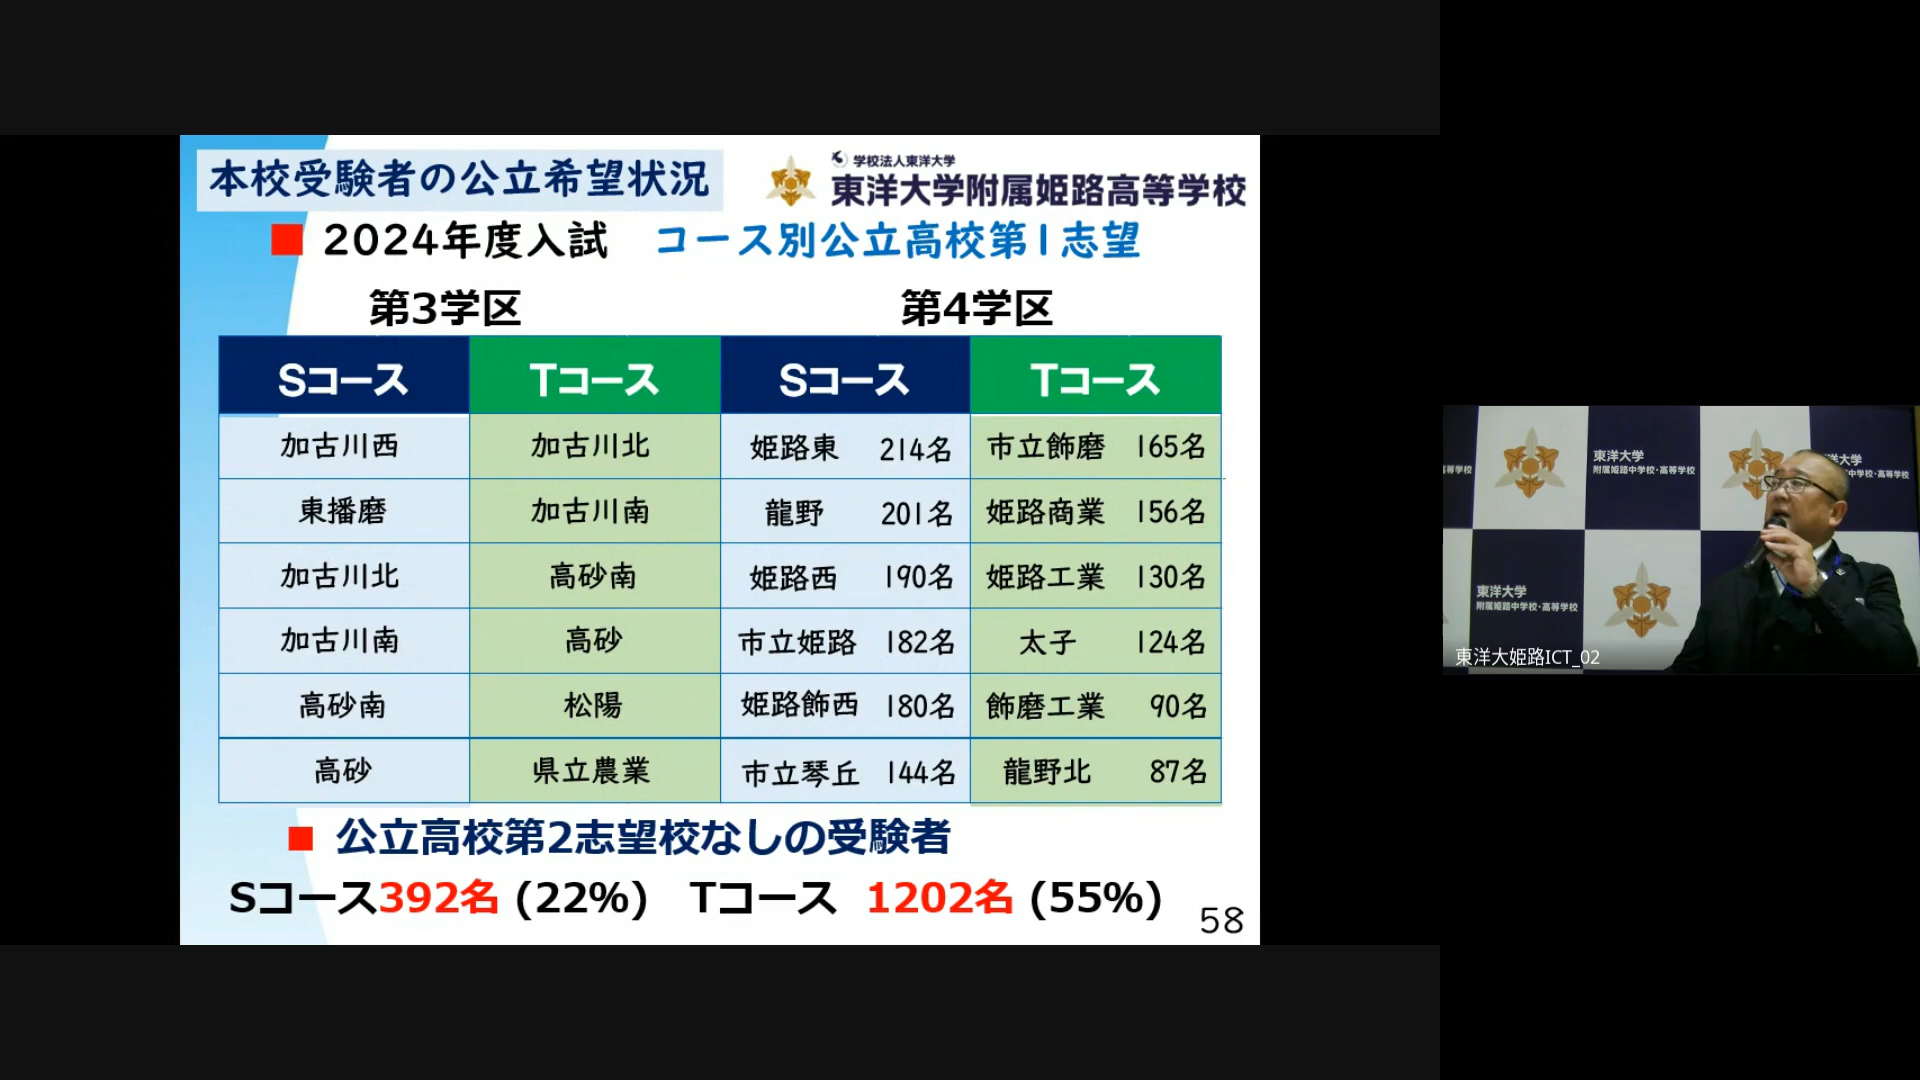 本校受験者の公立希望状況
学校法人東洋大学
東洋大学附属姫路高等学校
■ 2024年度入試 コース別公立高校第1志望
第3学区 第4学区
Sコース Tコース Sコース Tコース
加古川西 加古川北 姫路東 214名 市立飾磨 165名
東播磨 加古川南 龍野 201名 姫路商業 156名
加古川北 高砂南 姫路西 190名 姫路工業 130名
加古川南 高砂 市立姫路 182名 太子 124名
高砂南 松陽 姫路飾西 180名 飾磨工業 90名
高砂 県立農業 市立琴丘 144名 龍野北 87名
■ 公立高校第2志望校なしの受験者
Sコース392名 (22%) Tコース 1202名 (55%)
58
等学校
東洋大学
附属姫路中学校・高等学校
洋大学
中学校・高等学校
東洋大学
附属姫路中学校・高等学校
東洋大姫路ICT_02